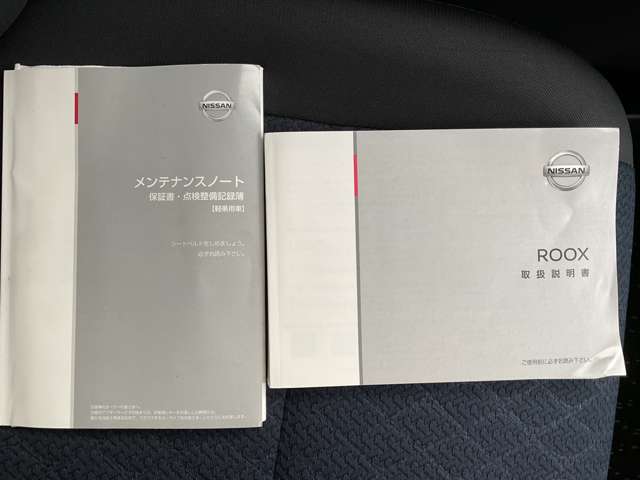 NISSAN
メンテナンスノート
保証書・点検整備記録簿
【軽乗用車】
シートベルトをしめましょう。
必ずお読み下さい。
NISSAN
ROOX
取扱説明書
ご使用前に必ずお読み下さい。